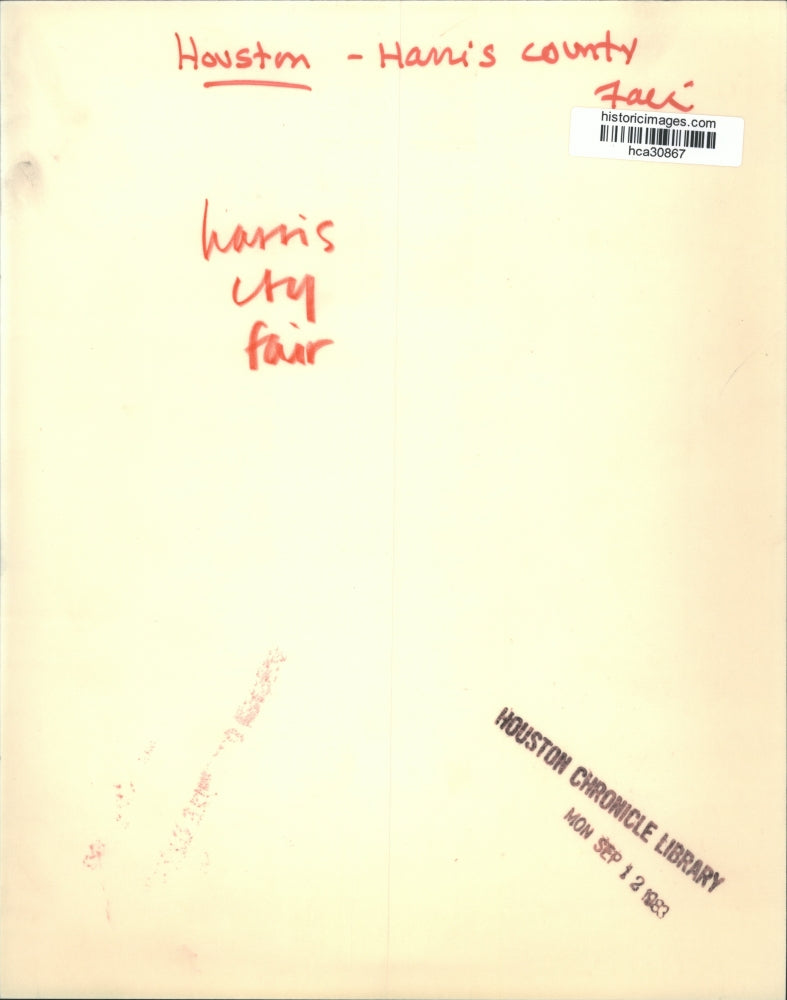 Houston - Harris county
Fair
historicimages.com
hca30867
harris
cty
fair
HOUSTON CHRONICLE LIBRARY
MON SEP 12 1983